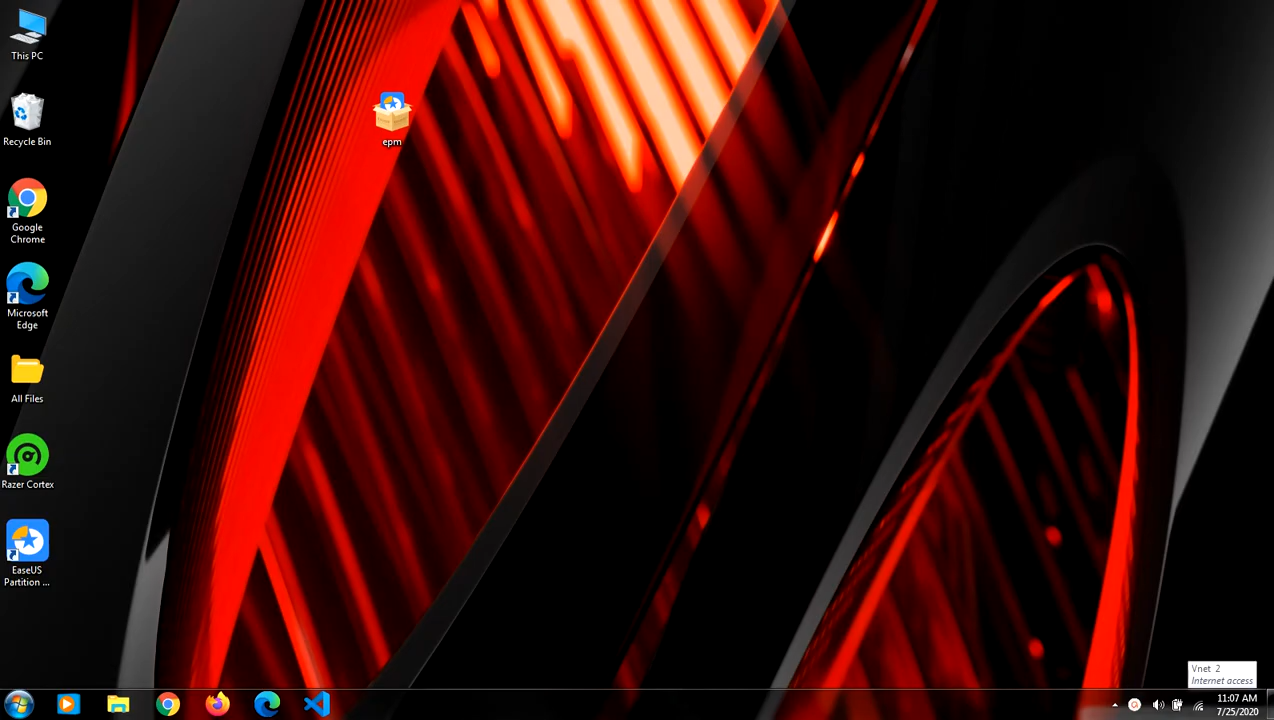 This PC
Recycle Bin
Google
Chrome
Microsoft
Edge
All Files
Razer Cortex
EaseUS
Partition ...
epm
Vnet 2
Internet access
11:07 AM
7/25/2020